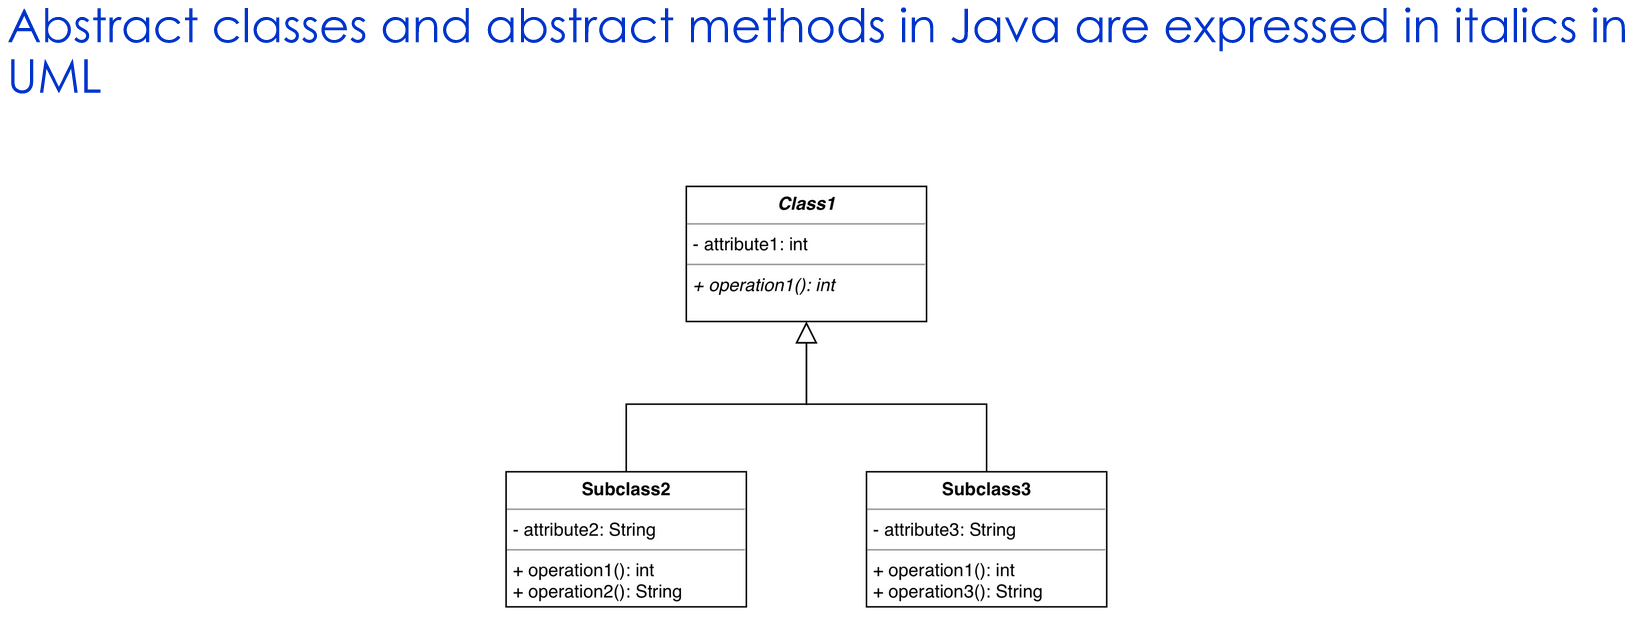 Abstract classes and abstract methods in Java are expressed in italics in
UML
Class1
- attribute1: int
+ operation1(): int
Subclass2
- attribute2: String
+ operation1(): int
+ operation2(): String
Subclass3
- attribute3: String
+ operation1(): int
+ operation3(): String